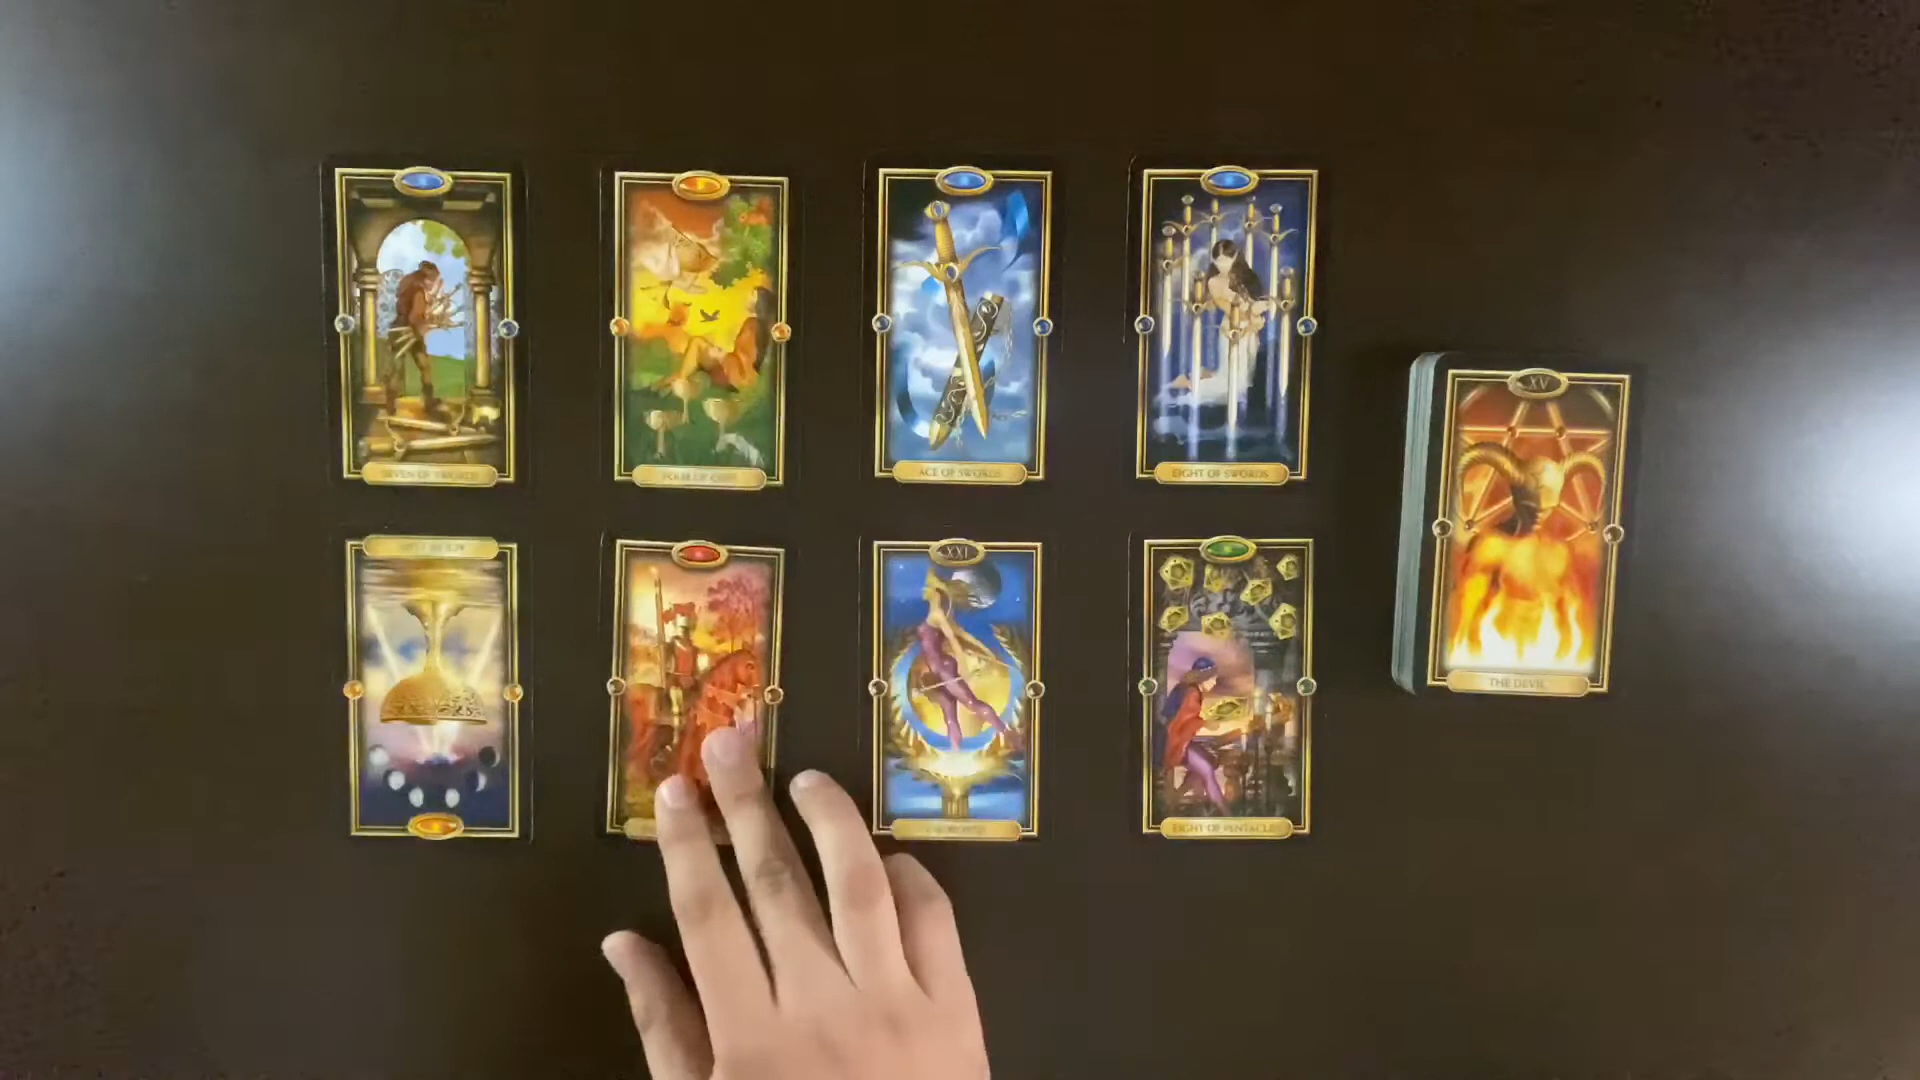 SEVEN OF SWORDS
FOUR OF CUPS
ACE OF SWORDS
EIGHT OF SWORDS
XV
THE DEVIL
XXI
EIGHT OF PENTACLES